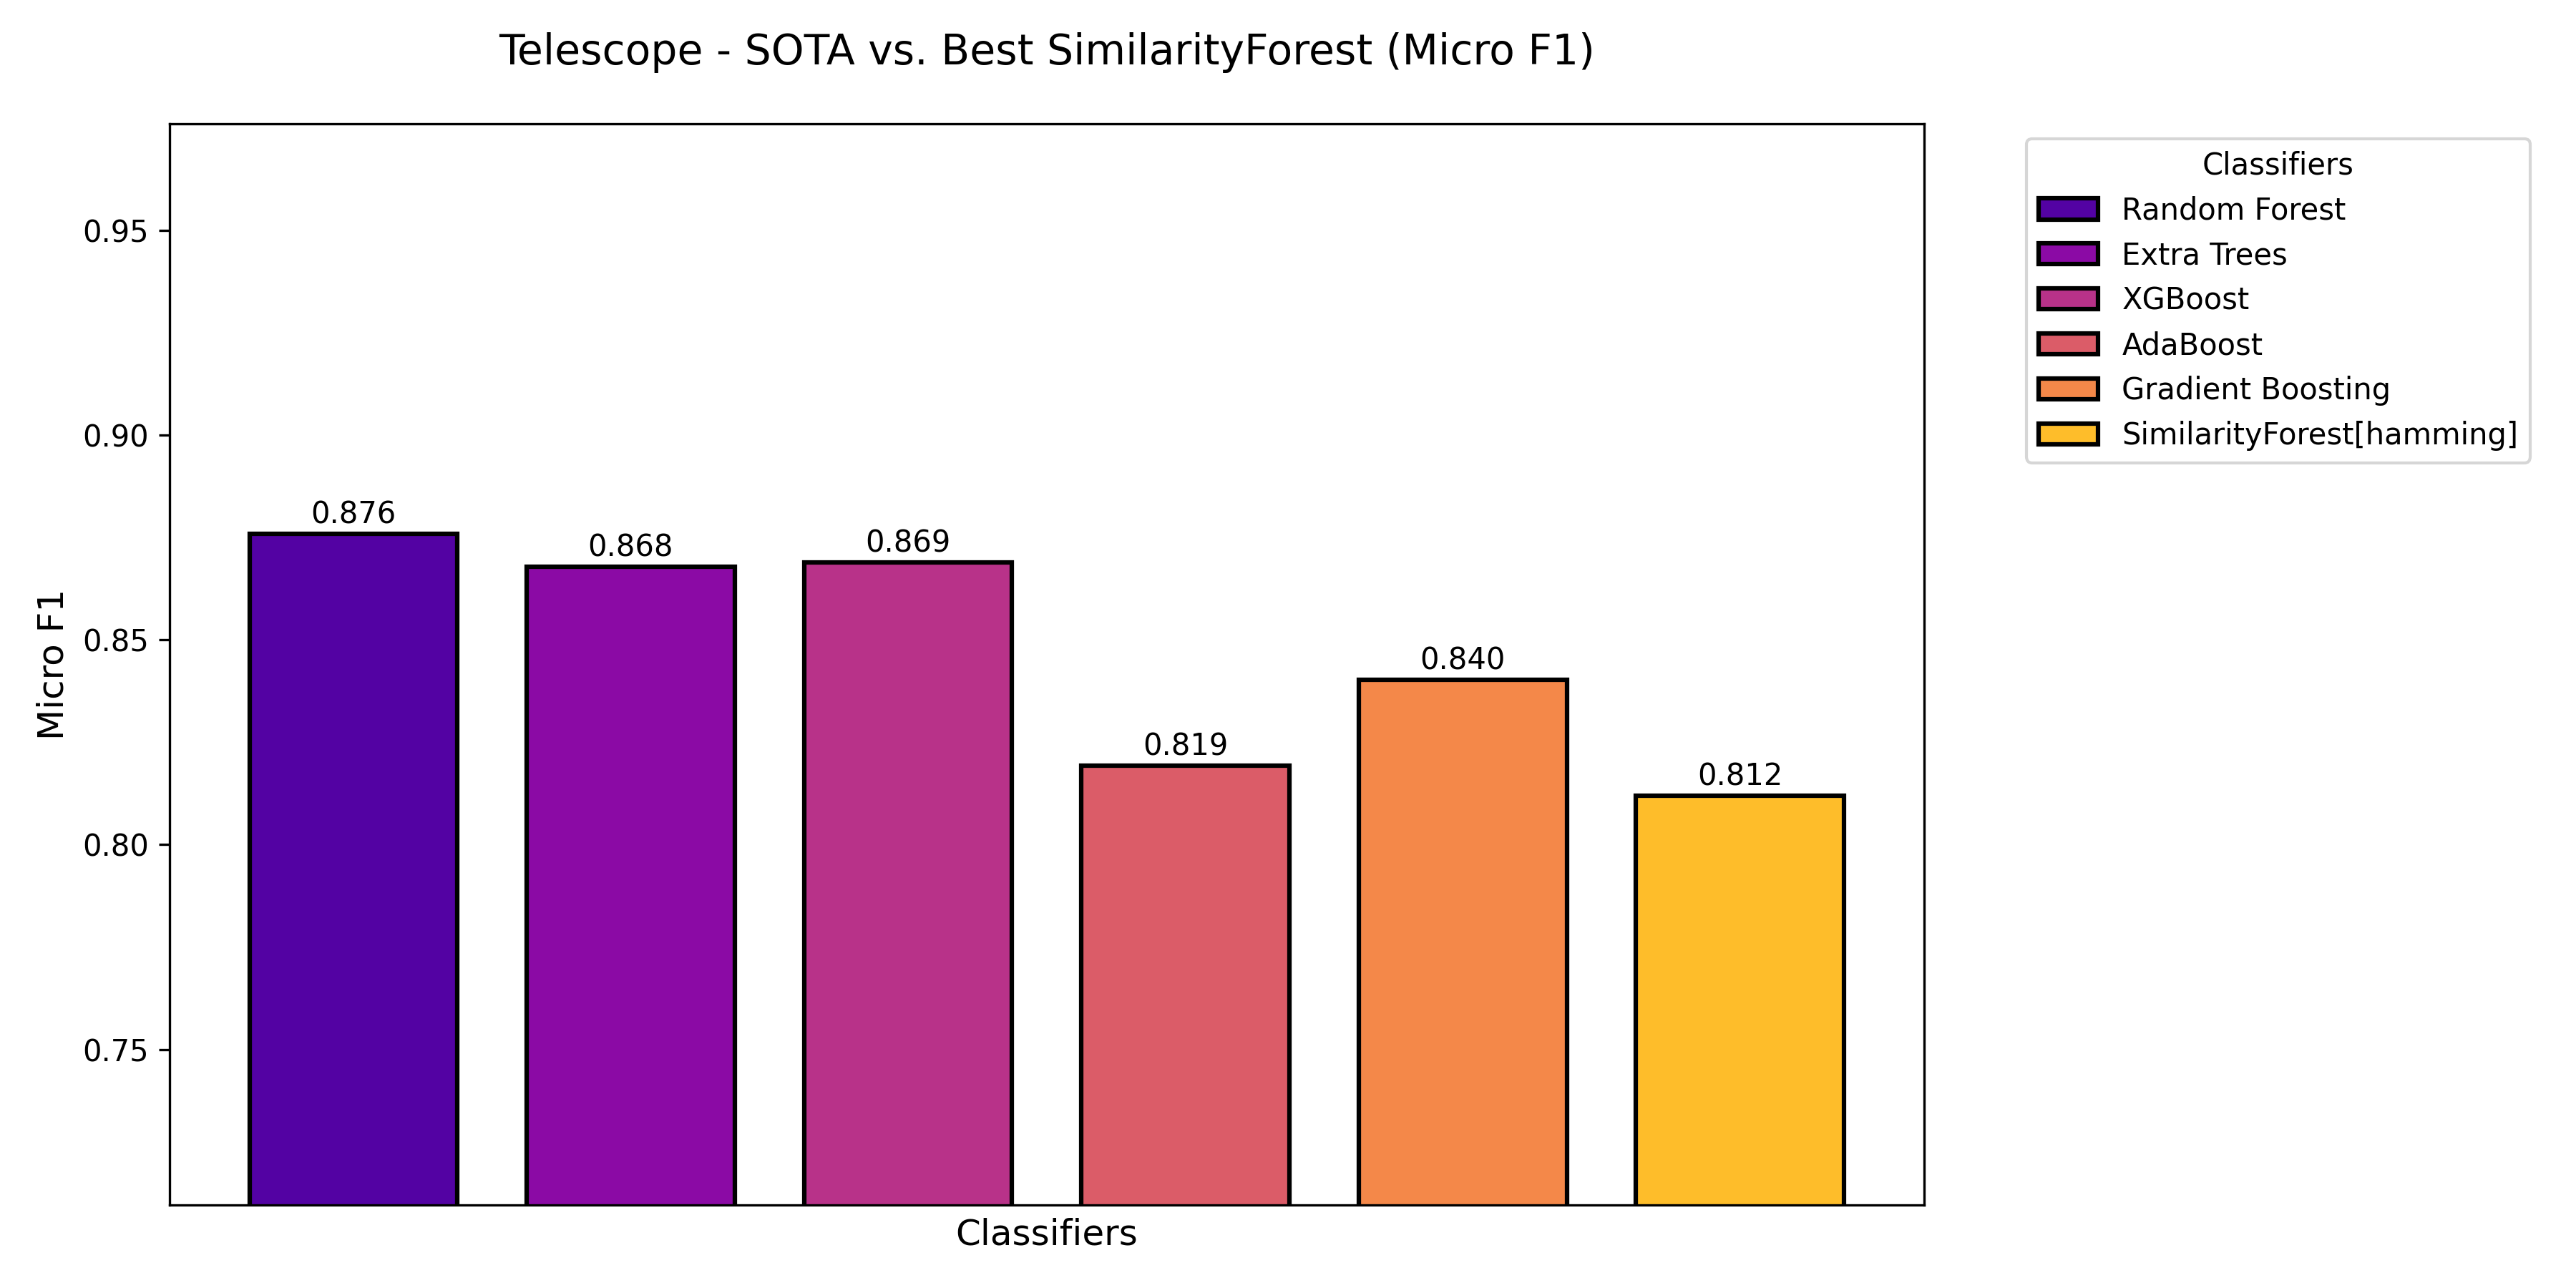 Telescope - SOTA vs. Best SimilarityForest (Micro F1)
Micro F1
0.95
0.90
0.85
0.80
0.75
0.876
0.868
0.869
0.819
0.840
0.812
Classifiers
Classifiers
Random Forest
Extra Trees
XGBoost
AdaBoost
Gradient Boosting
SimilarityForest[hamming]